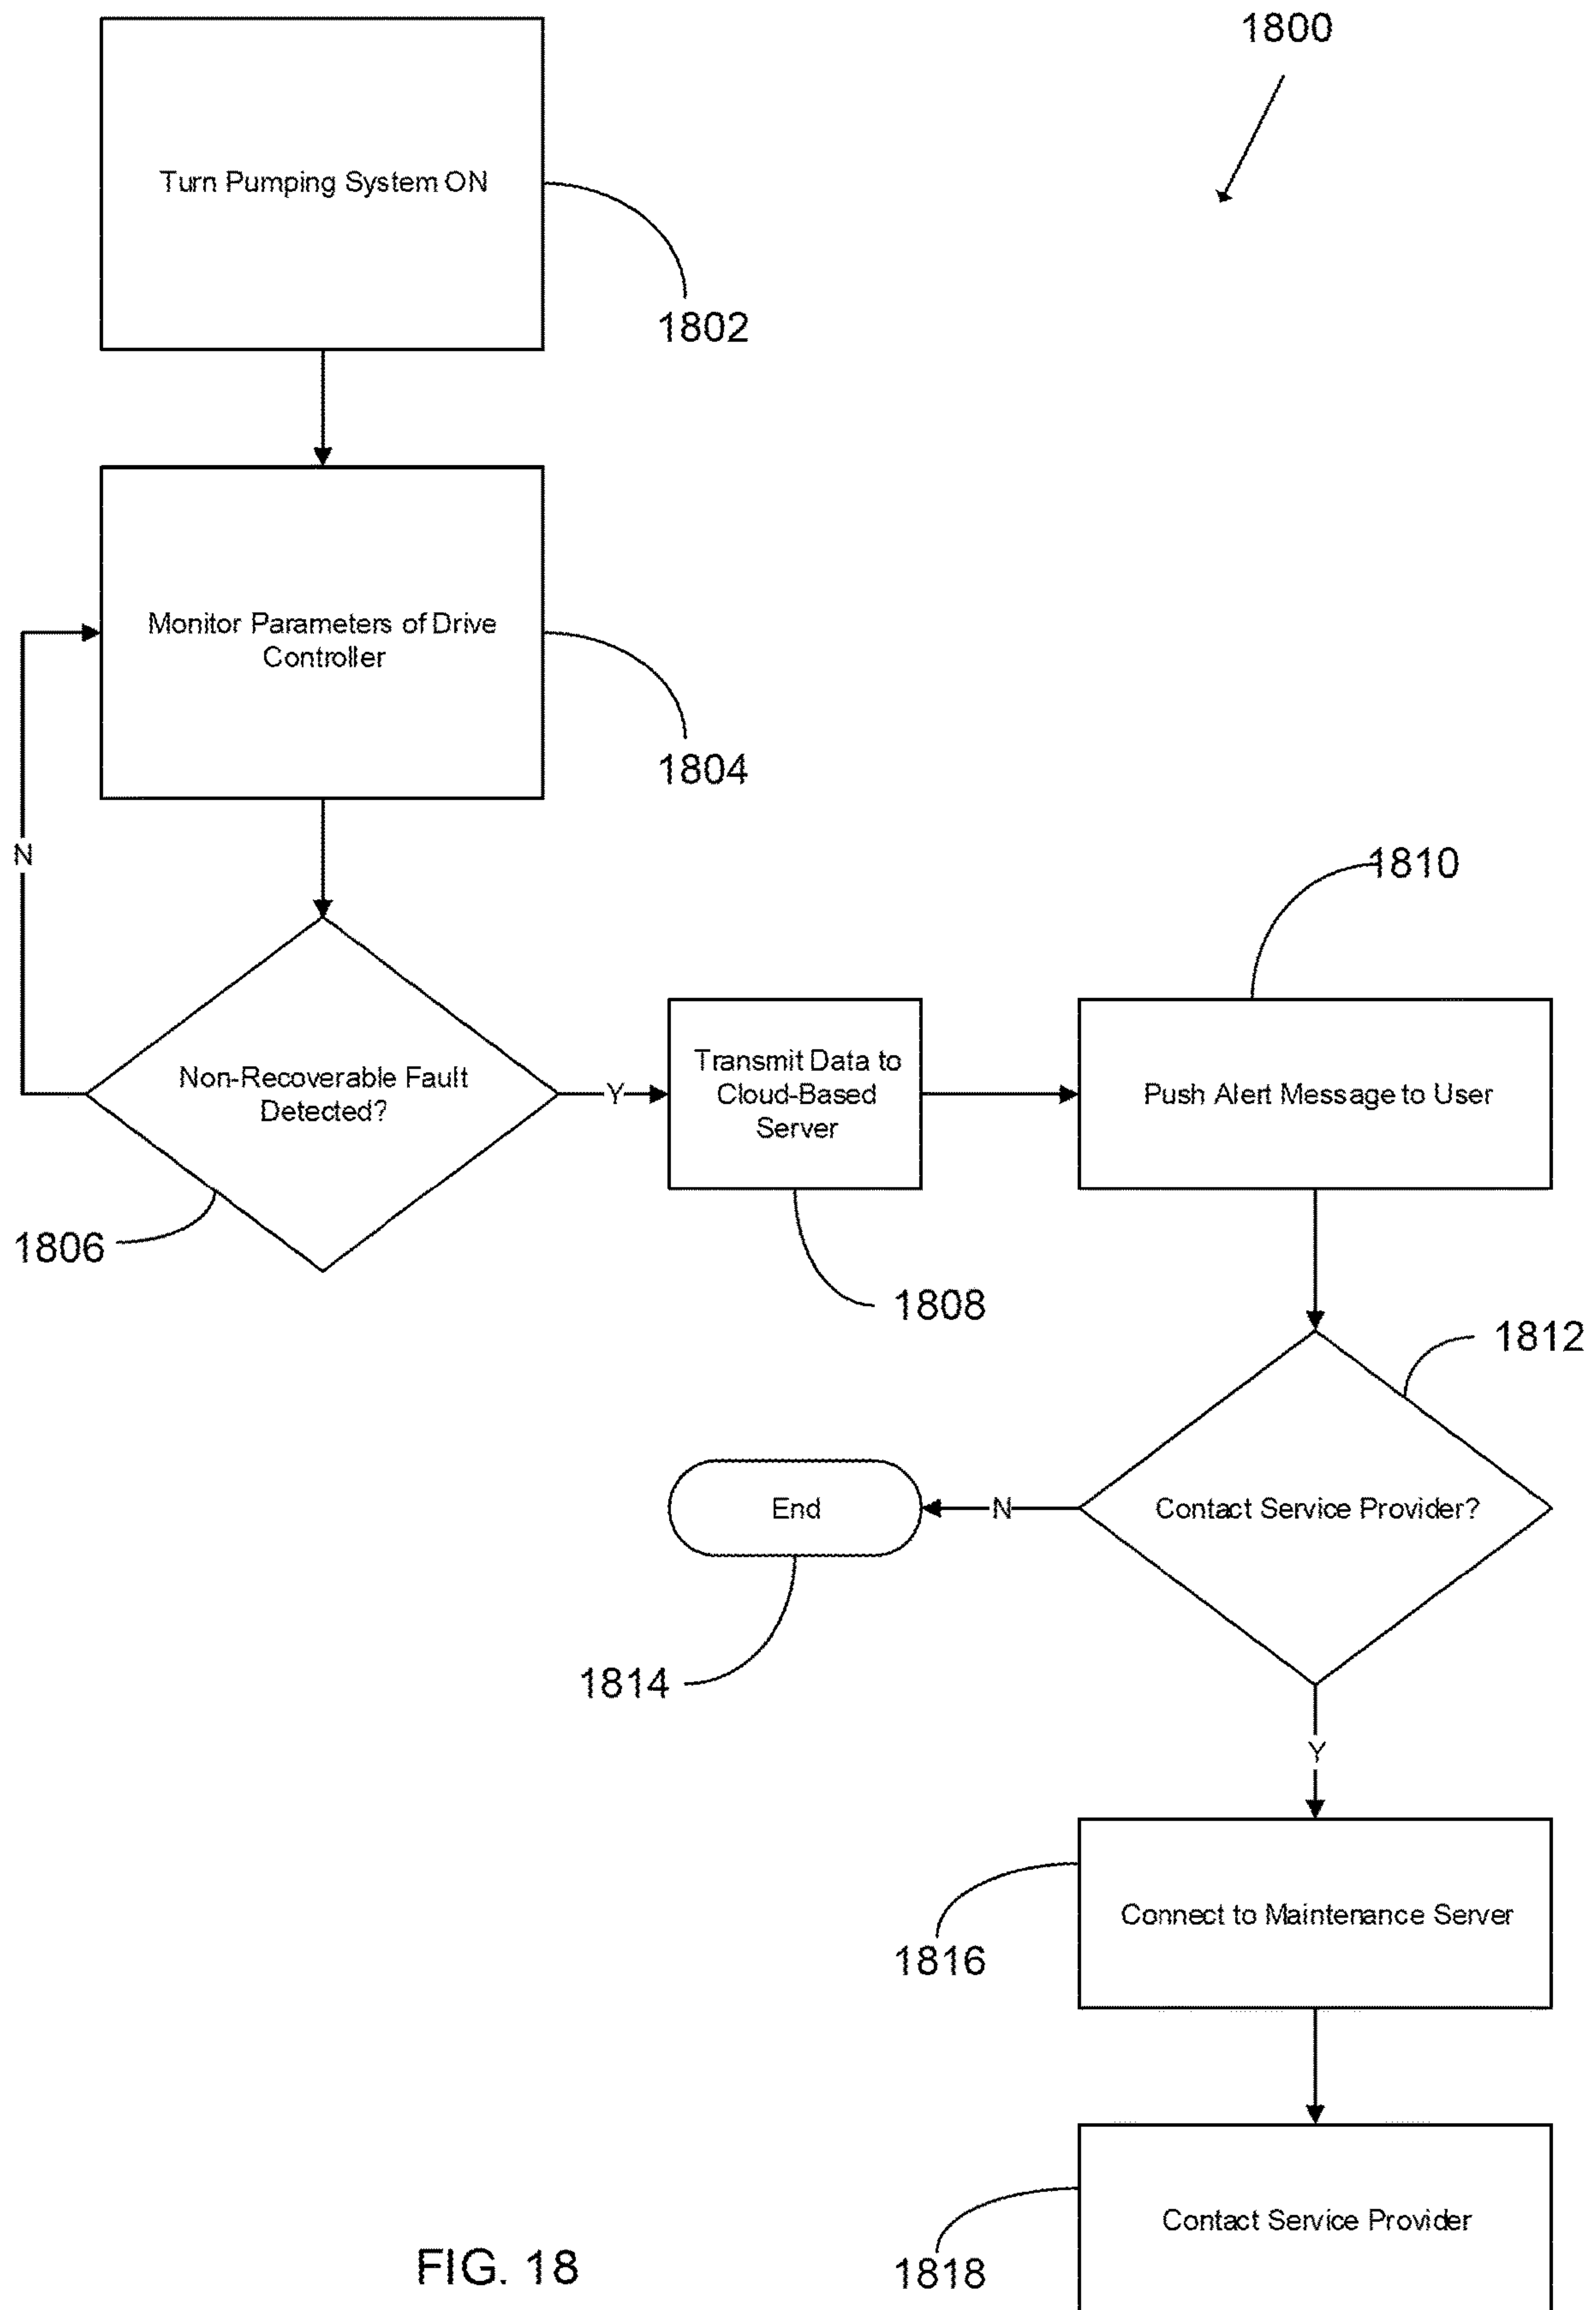 1800
Turn Pumping System ON
1802
Monitor Parameters of Drive
Controller
1804
N
1810
Non-Recoverable Fault
Detected?
Y
Transmit Data to
Cloud-Based
Server
Push Alert Message to User
1806
1808
1812
End
N
Contact Service Provider?
1814
Y
Connect to Maintenance Server
1816
Contact Service Provider
1818
FIG. 18